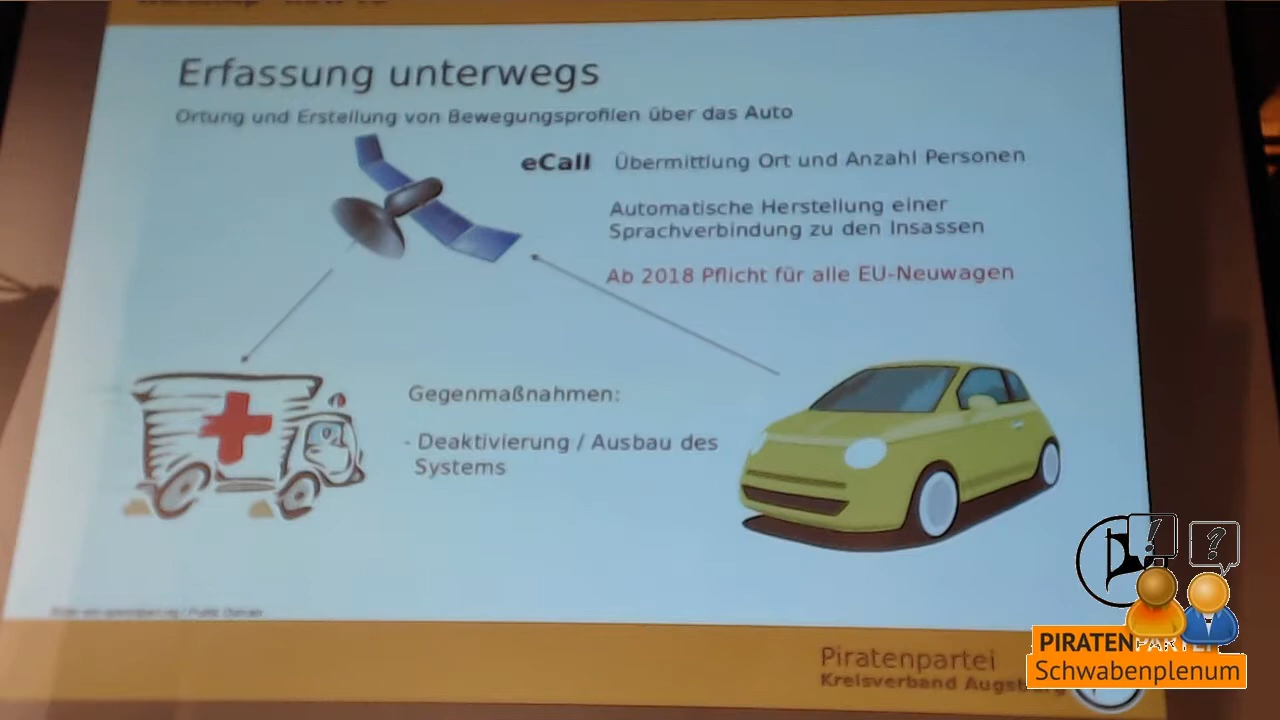 Erfassung unterwegs
Ortung und Erstellung von Bewegungsprofilen über das Auto
eCall Übermittlung Ort und Anzahl Personen
Automatische Herstellung einer
Sprachverbindung zu den Insassen
Ab 2018 Pflicht für alle EU-Neuwagen
Gegenmaßnahmen:
- Deaktivierung / Ausbau des
Systems
Piratenpartei
Kreisverband Augsburg
! ?
PIRATENPARTEI
Schwabenplenum